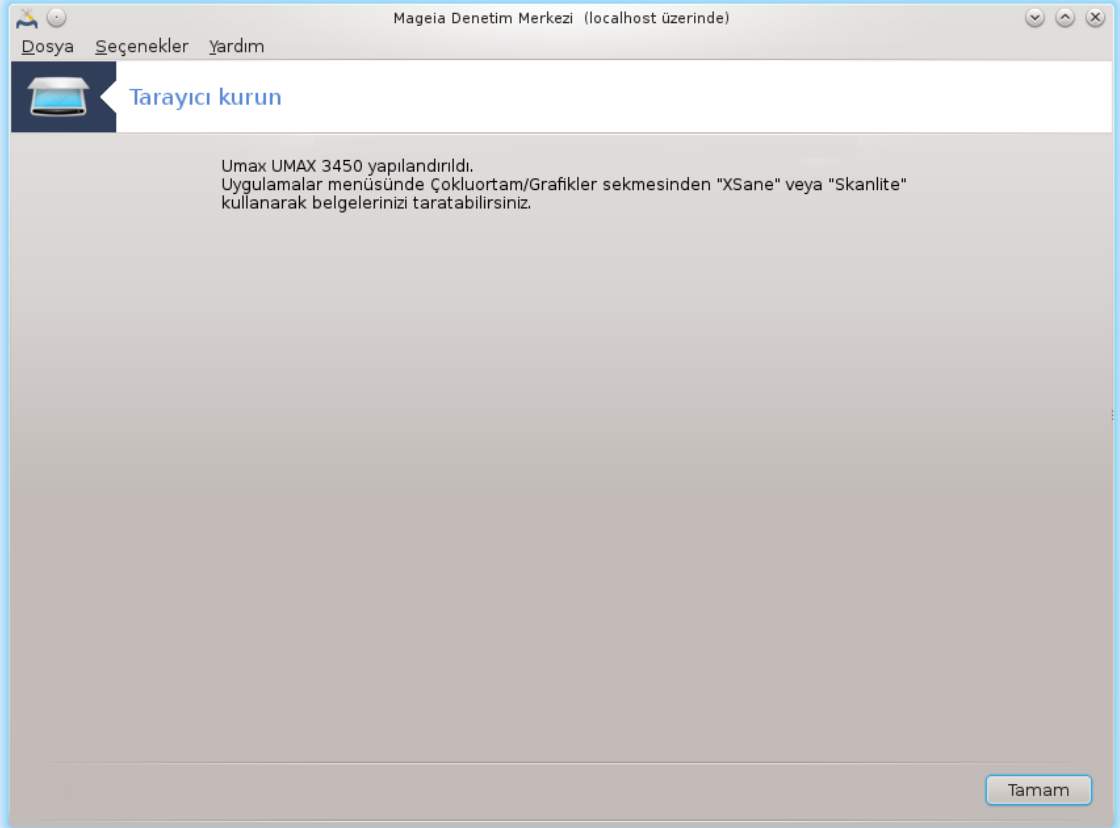 Mageia Denetim Merkezi (localhost üzerinde)
Dosya Seçenekler Yardım
Tarayıcı kurun
Umax UMAX 3450 yapılandırıldı.
Uygulamalar menüsünde Çokluortam/Grafikler sekmesinden "XSane" veya "Skanlite"
kullanarak belgelerinizi taratabilirsiniz.
Tamam